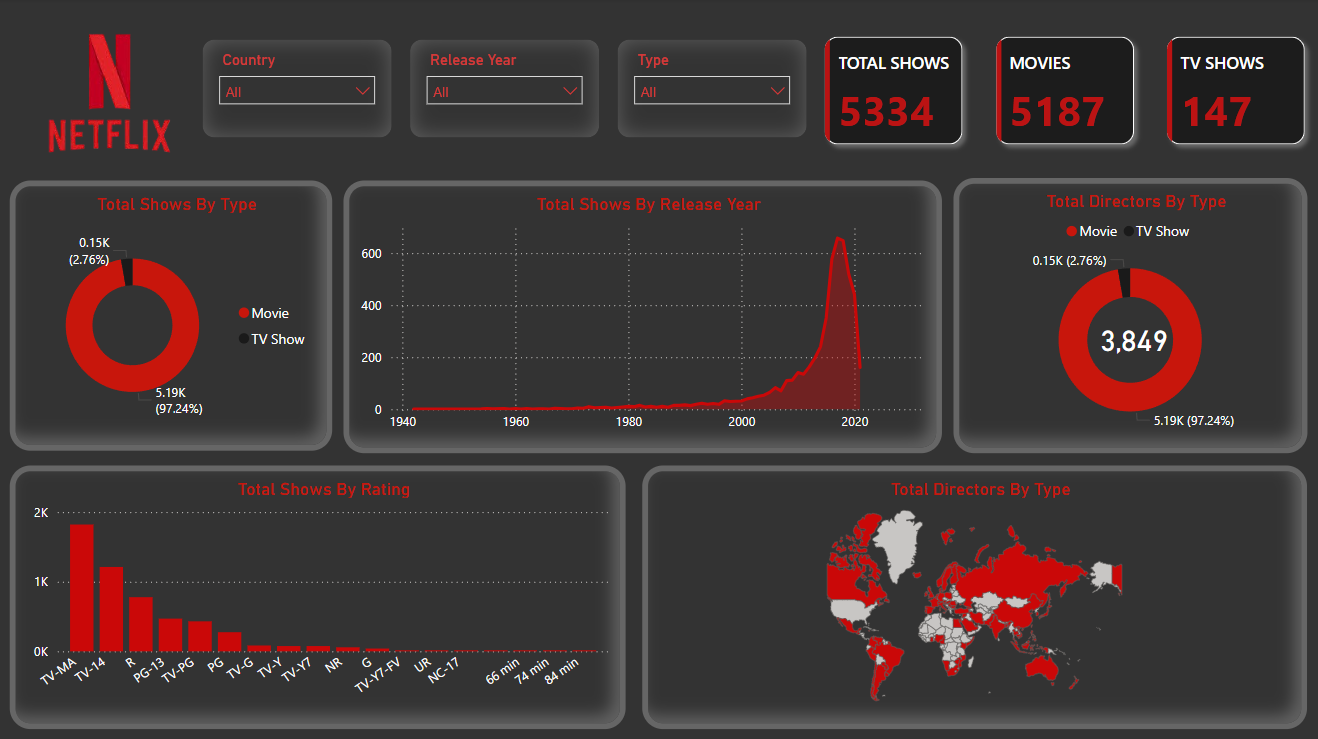 NETFLIX
Country
All
Release Year
All
Type
All
TOTAL SHOWS
5334
MOVIES
5187
TV SHOWS
147
Total Shows By Type
0.15K
(2.76%)
Movie
TV Show
5.19K
(97.24%)
Total Shows By Release Year
600
400
200
0
1940
1960
1980
2000
2020
Total Directors By Type
Movie
TV Show
0.15K (2.76%)
3,849
5.19K (97.24%)
Total Shows By Rating
2K
1K
0K
TV-MA
TV-14
R
PG-13
TV-PG
PG
TV-G
TV-Y
TV-Y7
NR
G
TV-Y7-FV
UR
NC-17
66 min
74 min
84 min
Total Directors By Type